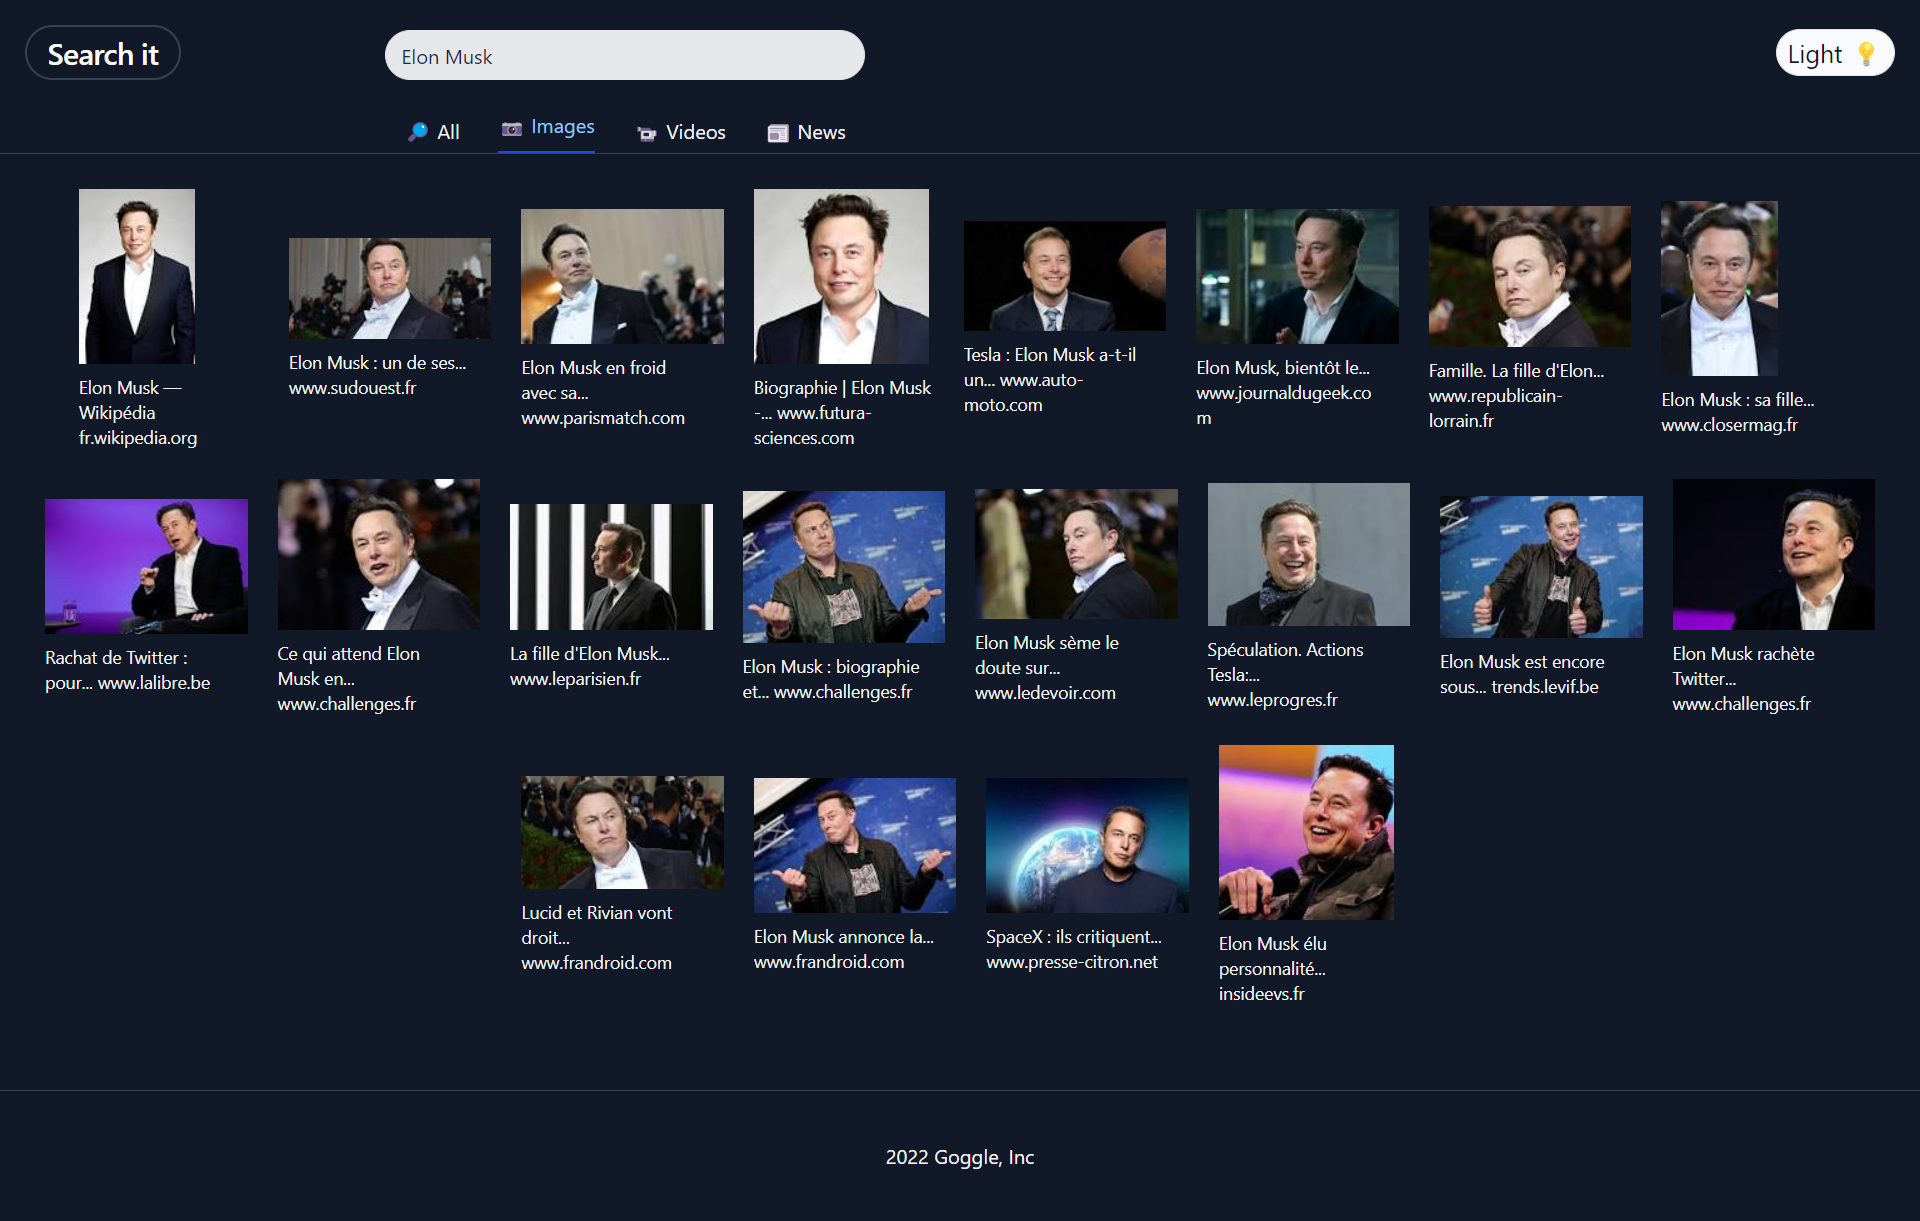 Search it
Elon Musk
Light
All
Images
Videos
News
Elon Musk —
Wikipédia
fr.wikipedia.org
Elon Musk : un de ses...
www.sudouest.fr
Elon Musk en froid
avec sa...
www.parismatch.com
Biographie | Elon Musk
-... www.futura-
sciences.com
Tesla : Elon Musk a-t-il
un... www.auto-
moto.com
Elon Musk, bientôt le...
www.journaldugeek.co
m
Famille. La fille d'Elon...
www.republicain-
lorrain.fr
Elon Musk : sa fille...
www.closermag.fr
Rachat de Twitter :
pour... www.lalibre.be
Ce qui attend Elon
Musk en...
www.challenges.fr
La fille d'Elon Musk...
www.leparisien.fr
Elon Musk : biographie
et... www.challenges.fr
Elon Musk sème le
doute sur...
www.ledevoir.com
Spéculation. Actions
Tesla:...
www.leprogres.fr
Elon Musk est encore
sous... trends.levif.be
Elon Musk rachète
Twitter...
www.challenges.fr
Lucid et Rivian vont
droit...
www.frandroid.com
Elon Musk annonce la...
www.frandroid.com
SpaceX : ils critiquent...
www.presse-citron.net
Elon Musk élu
personnalité...
insideevs.fr
2022 Goggle, Inc